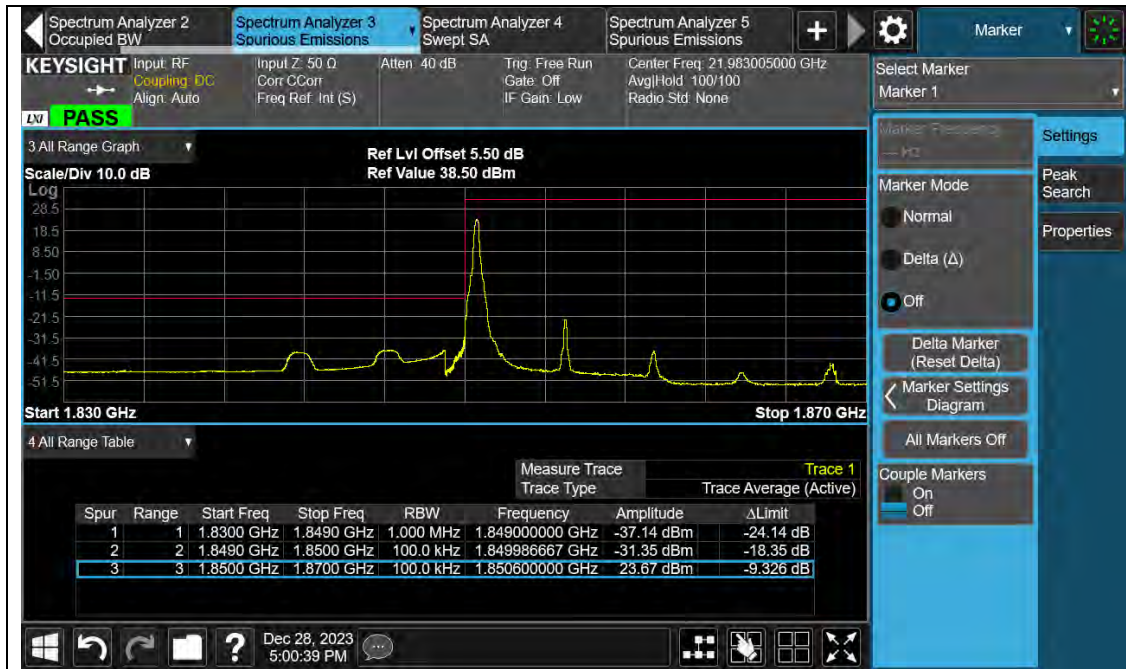 Spectrum Analyzer 2
Occupied BW
Spectrum Analyzer 3
Spurious Emissions
Spectrum Analyzer 4
Swept SA
Spectrum Analyzer 5
Spurious Emissions
+
Marker
KEYSIGHT
Input: RF
Coupling: DC
Align: Auto
Input Z: 50 Ω
Corr CCorr
Freq Ref: Int (S)
Atten: 40 dB
Trig: Free Run
Gate: Off
IF Gain: Low
Center Freq: 21.983005000 GHz
Avg|Hold: 100/100
Radio Std: None
LXI PASS
Select Marker
Marker 1
3 All Range Graph
Ref Lvl Offset 5.50 dB
Scale/Div 10.0 dB
Ref Value 38.50 dBm
Log
28.5
18.5
8.50
-1.50
-11.5
-21.5
-31.5
-41.5
-51.5
Start 1.830 GHz
Stop 1.870 GHz
Marker Frequency
--- Hz
Settings
Marker Mode
Normal
Delta (Δ)
Off
Peak
Search
Properties
Delta Marker
(Reset Delta)
Marker Settings
Diagram
All Markers Off
Couple Markers
On
Off
4 All Range Table
Measure Trace Trace 1
Trace Type Trace Average (Active)
Spur Range Start Freq Stop Freq RBW Frequency Amplitude ΔLimit
1 1 1.8300 GHz 1.8490 GHz 1.000 MHz 1.849000000 GHz -37.14 dBm -24.14 dB
2 2 1.8490 GHz 1.8500 GHz 100.0 kHz 1.849986667 GHz -31.35 dBm -18.35 dB
3 3 1.8500 GHz 1.8700 GHz 100.0 kHz 1.850600000 GHz 23.67 dBm -9.326 dB
?
Dec 28, 2023
5:00:39 PM